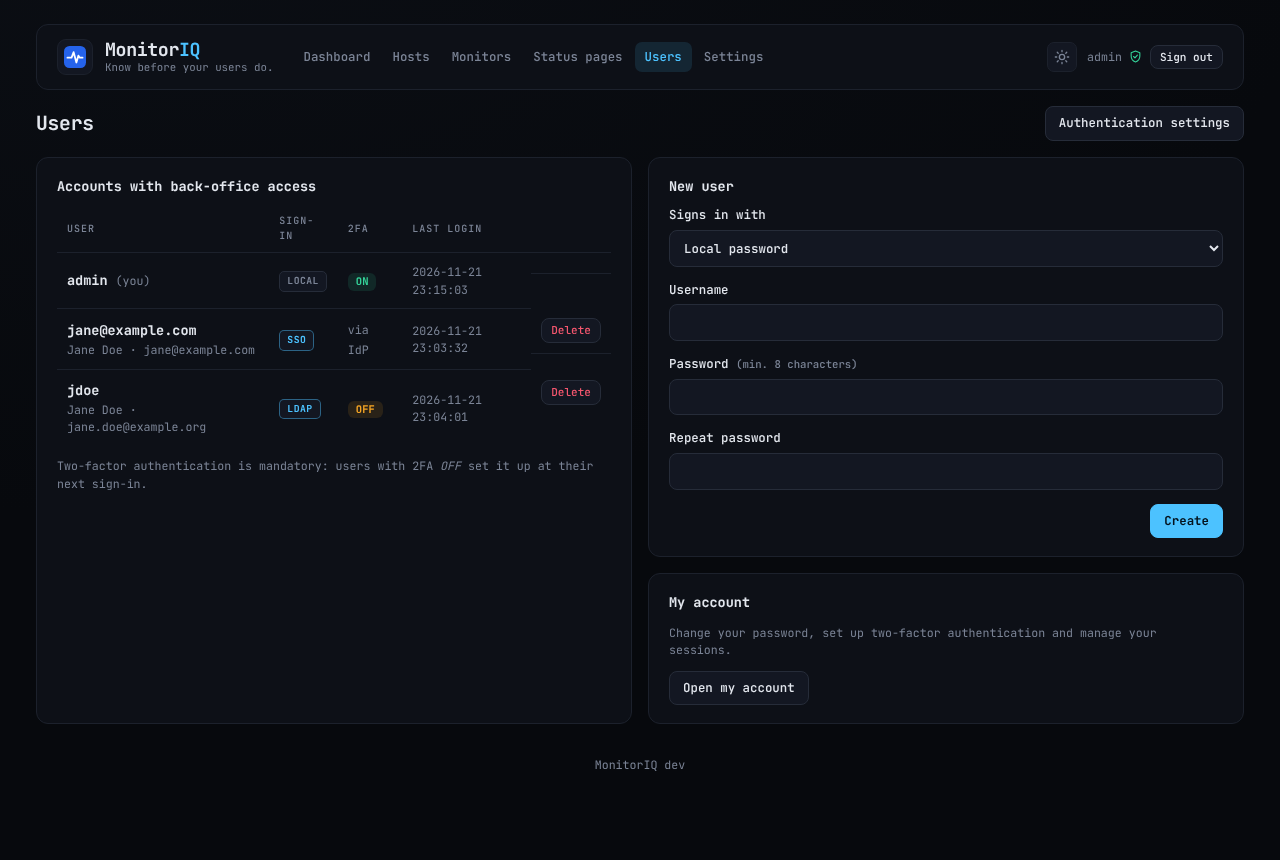 MonitorIQ
Know before your users do.
Dashboard Hosts Monitors Status pages Users Settings
admin Sign out
Users
Authentication settings
Accounts with back-office access
USER SIGN-IN 2FA LAST LOGIN
admin (you) LOCAL ON 2026-11-21 23:15:03
jane@example.com
Jane Doe · jane@example.com
SSO via IdP 2026-11-21 23:03:32 Delete
jdoe
Jane Doe ·
jane.doe@example.org
LDAP OFF 2026-11-21 23:04:01 Delete
Two-factor authentication is mandatory: users with 2FA OFF set it up at their
next sign-in.
New user
Signs in with
Local password
Username
Password (min. 8 characters)
Repeat password
Create
My account
Change your password, set up two-factor authentication and manage your
sessions.
Open my account
MonitorIQ dev